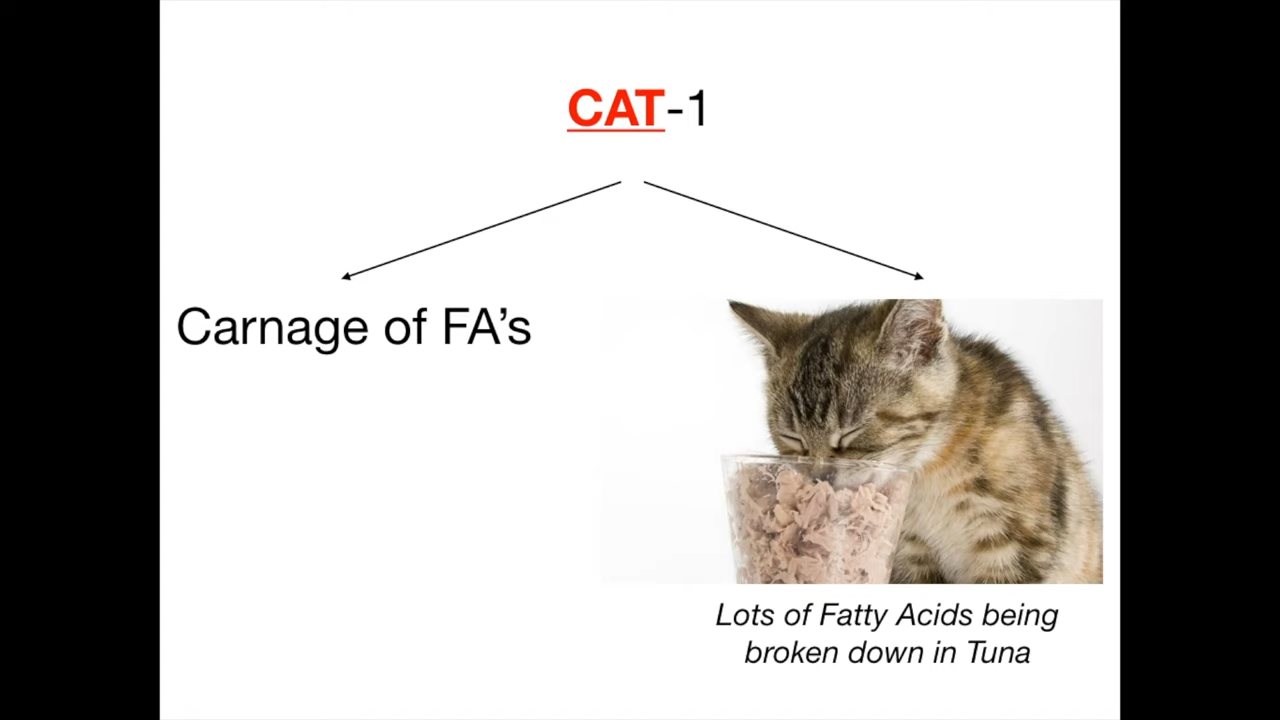 CAT-1
Carnage of FA’s
Lots of Fatty Acids being
broken down in Tuna